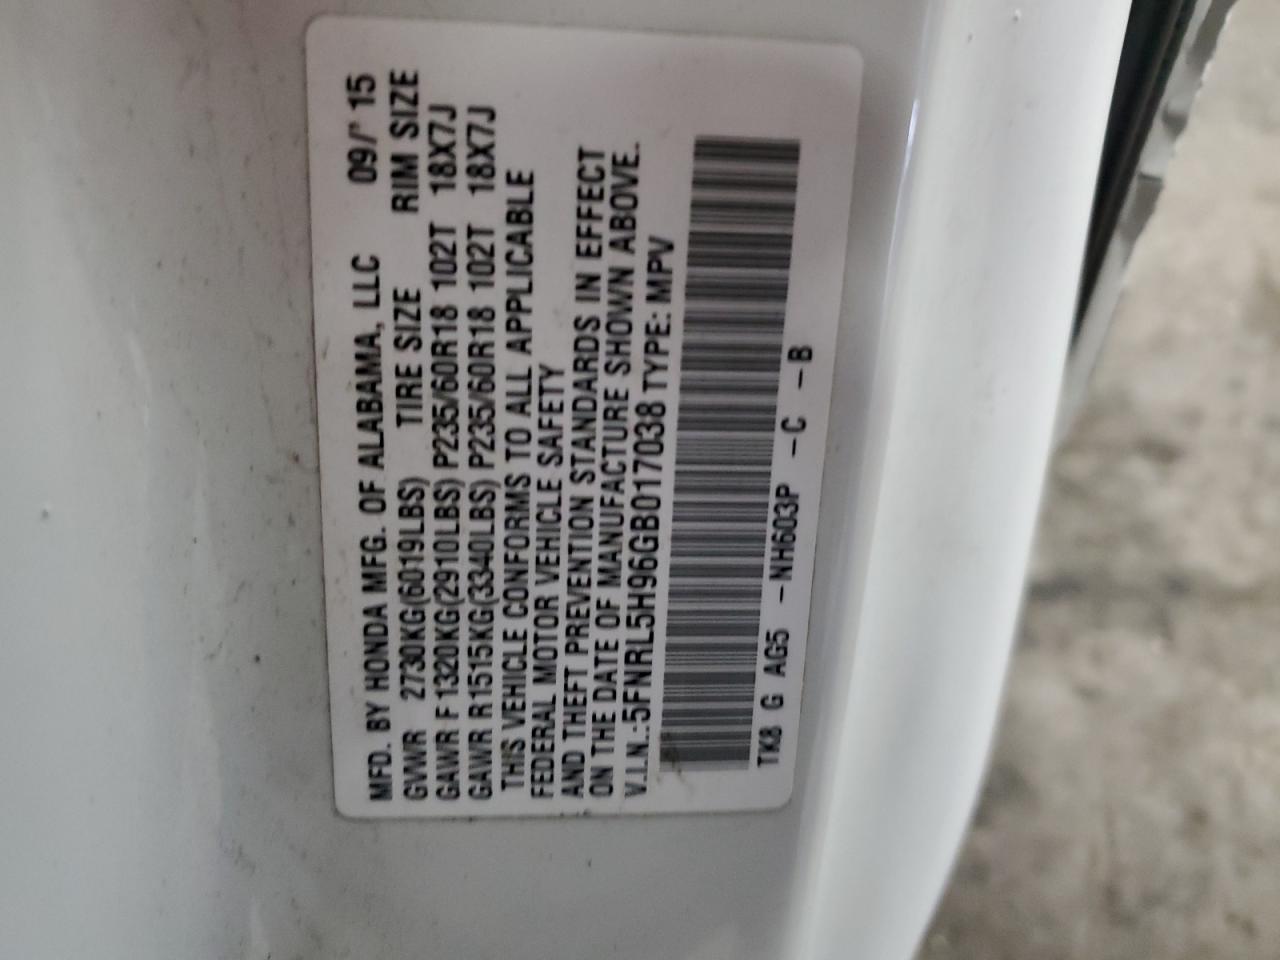 MFD. BY HONDA MFG. OF ALABAMA, LLC 09/15
GVWR 2730KG(6019LBS) TIRE SIZE RIM SIZE
GAWR F 1320KG(2910LBS) P235/60R18 102T 18X7J
GAWR R1515KG(3340LBS) P235/60R18 102T 18X7J
THIS VEHICLE CONFORMS TO ALL APPLICABLE
FEDERAL MOTOR VEHICLE SAFETY
AND THEFT PREVENTION STANDARDS IN EFFECT
ON THE DATE OF MANUFACTURE SHOWN ABOVE.
V.I.N.:5FNRL5H96GB017038 TYPE: MPV
TK8 G AG5 -NH603P -C -B